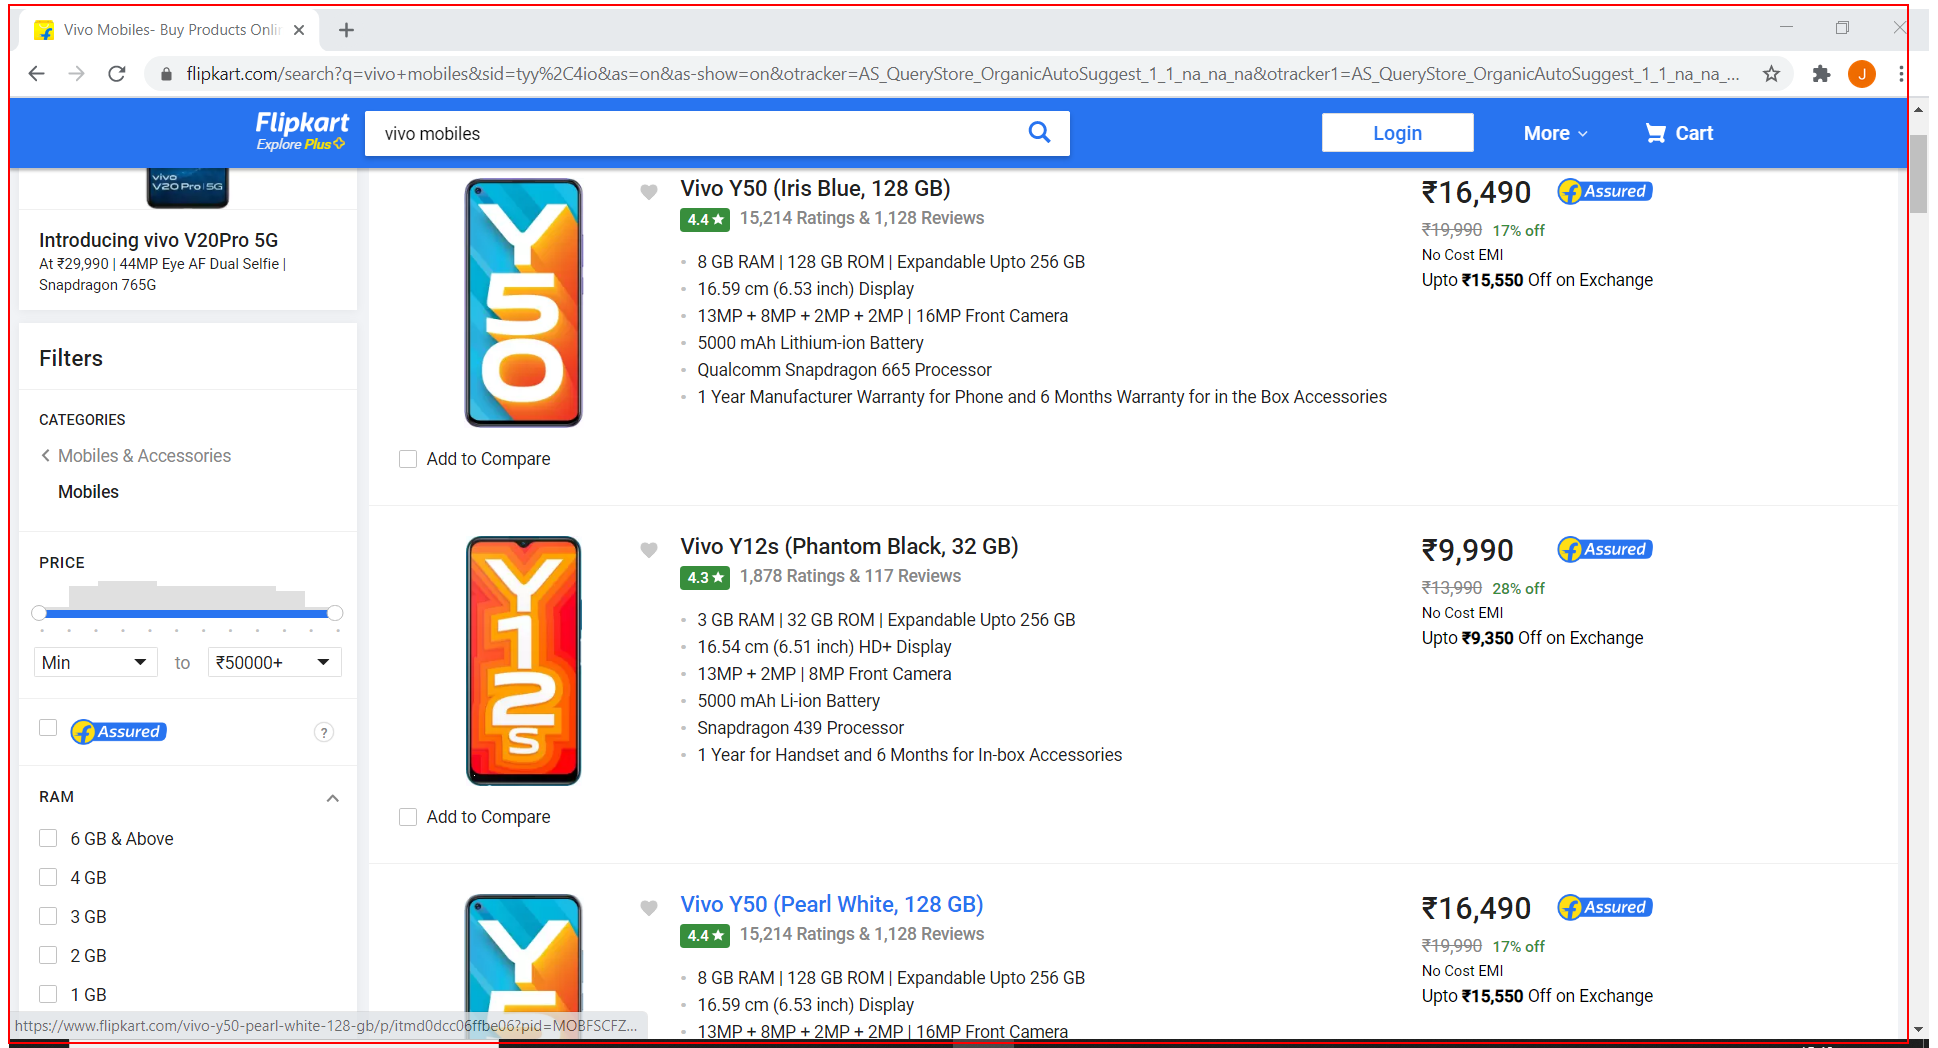 Vivo Mobiles- Buy Products Onli
flipkart.com/search?q=vivo+mobiles&sid=tyy%2C4io&as=on&as-show=on&otracker=AS_QueryStore_OrganicAutoSuggest_1_1_na_na_na&otracker1=AS_QueryStore_OrganicAutoSuggest_1_1_na_na_...
J
Flipkart
Explore Plus
vivo mobiles
Login
More
Cart
vivo
V20 Pro 5G
Introducing vivo V20Pro 5G
At ₹29,990 | 44MP Eye AF Dual Selfie |
Snapdragon 765G
Filters
CATEGORIES
Mobiles & Accessories
Mobiles
PRICE
Min to ₹50000+
Assured ?
RAM
6 GB & Above
4 GB
3 GB
2 GB
1 GB
Y50
Add to Compare
Vivo Y50 (Iris Blue, 128 GB)
4.4★ 15,214 Ratings & 1,128 Reviews
8 GB RAM | 128 GB ROM | Expandable Upto 256 GB
16.59 cm (6.53 inch) Display
13MP + 8MP + 2MP + 2MP | 16MP Front Camera
5000 mAh Lithium-ion Battery
Qualcomm Snapdragon 665 Processor
1 Year Manufacturer Warranty for Phone and 6 Months Warranty for in the Box Accessories
₹16,490 Assured
₹19,990 17% off
No Cost EMI
Upto ₹15,550 Off on Exchange
Y12s
Add to Compare
Vivo Y12s (Phantom Black, 32 GB)
4.3★ 1,878 Ratings & 117 Reviews
3 GB RAM | 32 GB ROM | Expandable Upto 256 GB
16.54 cm (6.51 inch) HD+ Display
13MP + 2MP | 8MP Front Camera
5000 mAh Li-ion Battery
Snapdragon 439 Processor
1 Year for Handset and 6 Months for In-box Accessories
₹9,990 Assured
₹13,990 28% off
No Cost EMI
Upto ₹9,350 Off on Exchange
Y5
Vivo Y50 (Pearl White, 128 GB)
4.4★ 15,214 Ratings & 1,128 Reviews
8 GB RAM | 128 GB ROM | Expandable Upto 256 GB
16.59 cm (6.53 inch) Display
13MP + 8MP + 2MP + 2MP | 16MP Front Camera
₹16,490 Assured
₹19,990 17% off
No Cost EMI
Upto ₹15,550 Off on Exchange
https://www.flipkart.com/vivo-y50-pearl-white-128-gb/p/itmd0dcc06ffbe06?pid=MOBFSCFZ...